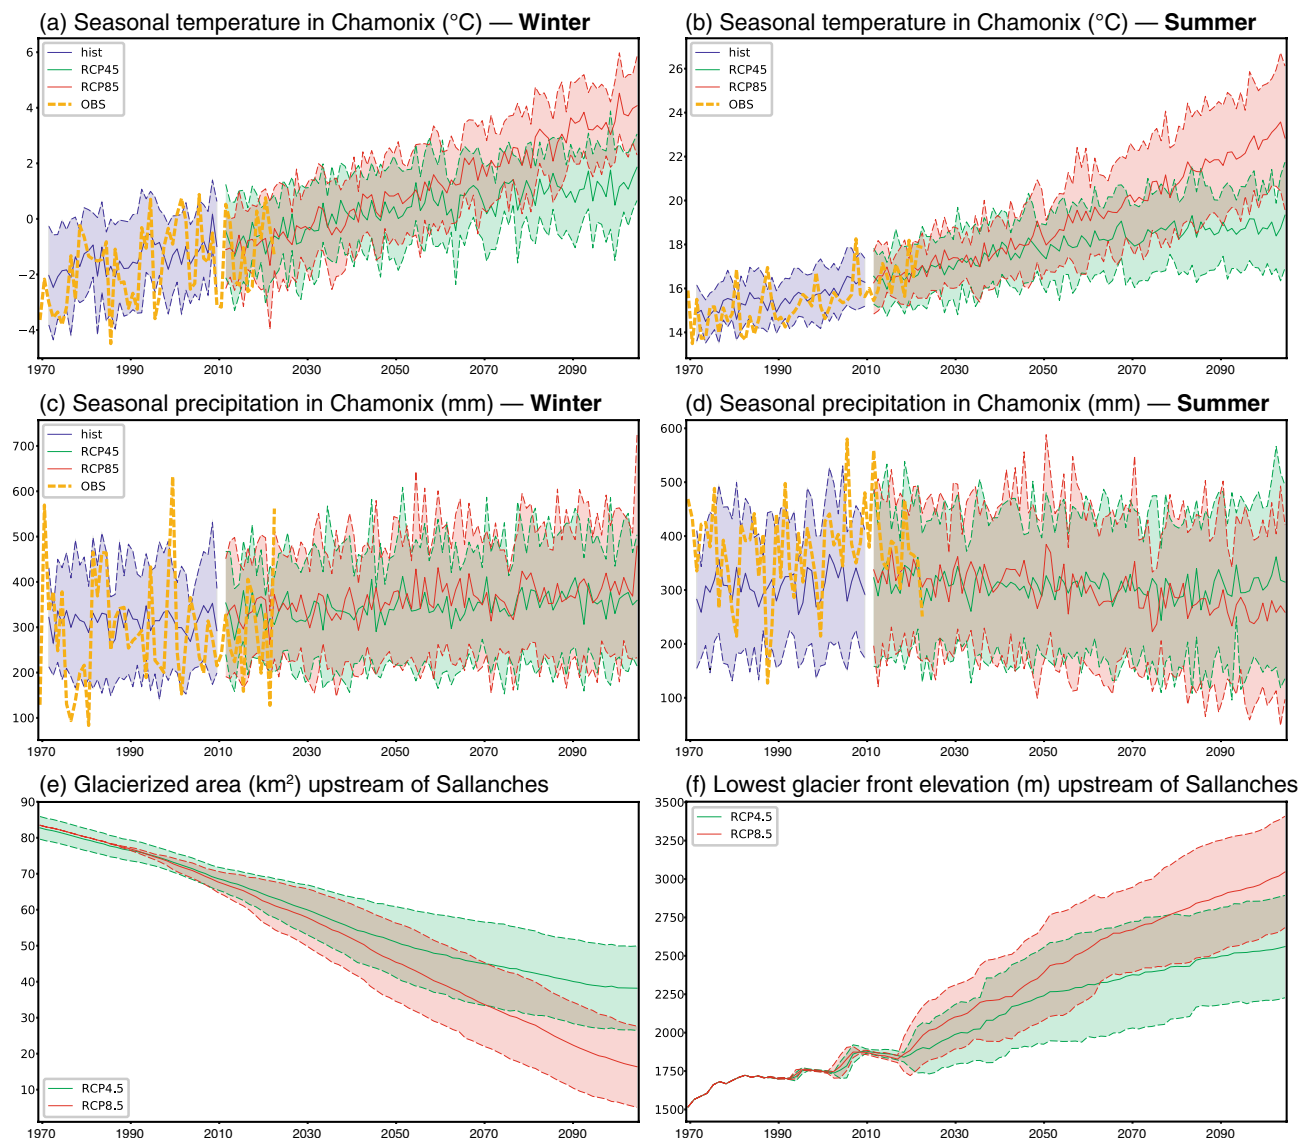 (a) Seasonal temperature in Chamonix (°C) — Winter
6
4
2
0
−2
−4
hist
RCP45
RCP85
OBS
1970 1990 2010 2030 2050 2070 2090
(b) Seasonal temperature in Chamonix (°C) — Summer
26
24
22
20
18
16
14
hist
RCP45
RCP85
OBS
1970 1990 2010 2030 2050 2070 2090
(c) Seasonal precipitation in Chamonix (mm) — Winter
700
600
500
400
300
200
100
hist
RCP45
RCP85
OBS
1970 1990 2010 2030 2050 2070 2090
(d) Seasonal precipitation in Chamonix (mm) — Summer
600
500
400
300
200
100
1970 1990 2010 2030 2050 2070 2090
(e) Glacierized area (km²) upstream of Sallanches
90
80
70
60
50
40
30
20
10
RCP4.5
RCP8.5
1970 1990 2010 2030 2050 2070 2090
(f) Lowest glacier front elevation (m) upstream of Sallanches
3500
3250
3000
2750
2500
2250
2000
1750
1500
RCP4.5
RCP8.5
1970 1990 2010 2030 2050 2070 2090